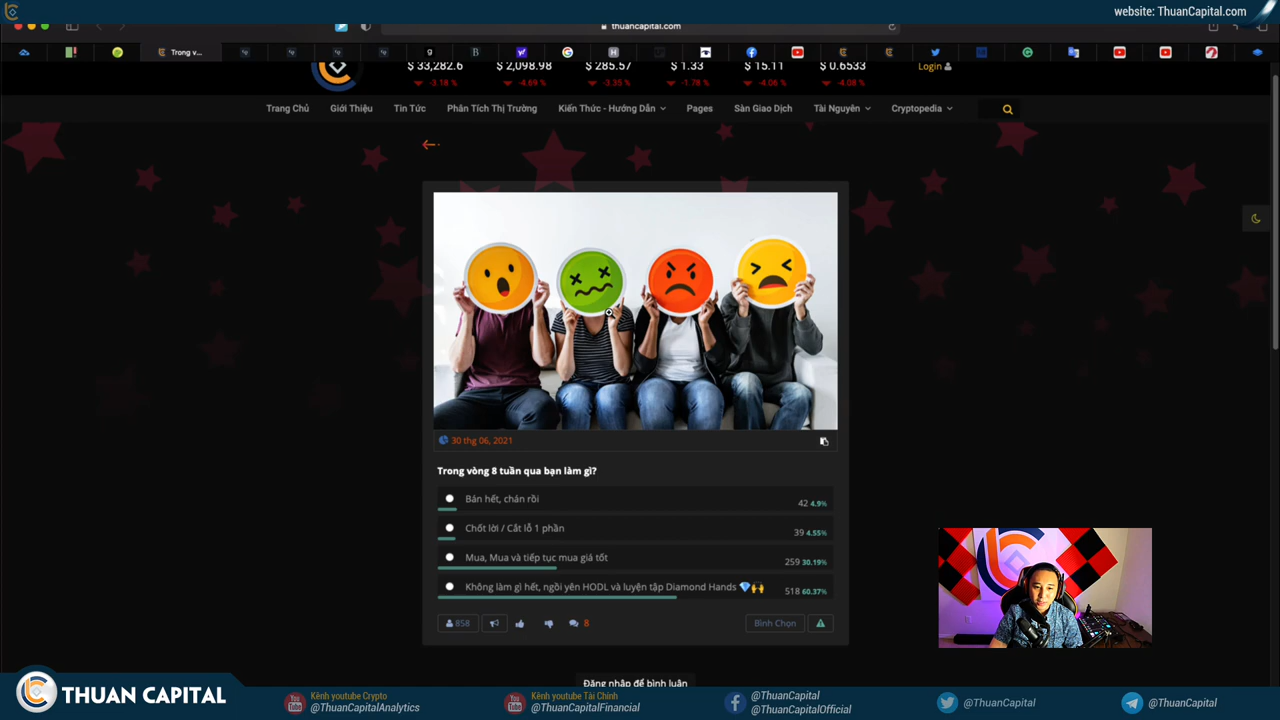 website: ThuanCapital.com
thuancapital.com
Trong v...
$ 33,282.6 $ 2,098.98 $ 285.57 $ 1.33 $ 15.11 $ 0.6533
-3.18 % -4.69 % -3.35 % -1.78 % -4.06 % -4.08 %
Login
Trang Chủ Giới Thiệu Tin Tức Phân Tích Thị Trường Kiến Thức - Hướng Dẫn Pages Sàn Giao Dịch Tài Nguyên Cryptopedia
30 thg 06, 2021
Trong vòng 8 tuần qua bạn làm gì?
Bán hết, chán rồi 42 4.9%
Chốt lời / Cắt lỗ 1 phần 39 4.55%
Mua, Mua và tiếp tục mua giá tốt 259 30.19%
Không làm gì hết, ngồi yên HODL và luyện tập Diamond Hands 💎🙌 518 60.37%
858 8 Bình Chọn
Đăng nhập để bình luận
THUAN CAPITAL
Kênh youtube Crypto
@ThuanCapitalAnalytics
Kênh youtube Tài Chính
@ThuanCapitalFinancial
@ThuanCapital
@ThuanCapitalOfficial
@ThuanCapital
@ThuanCapital